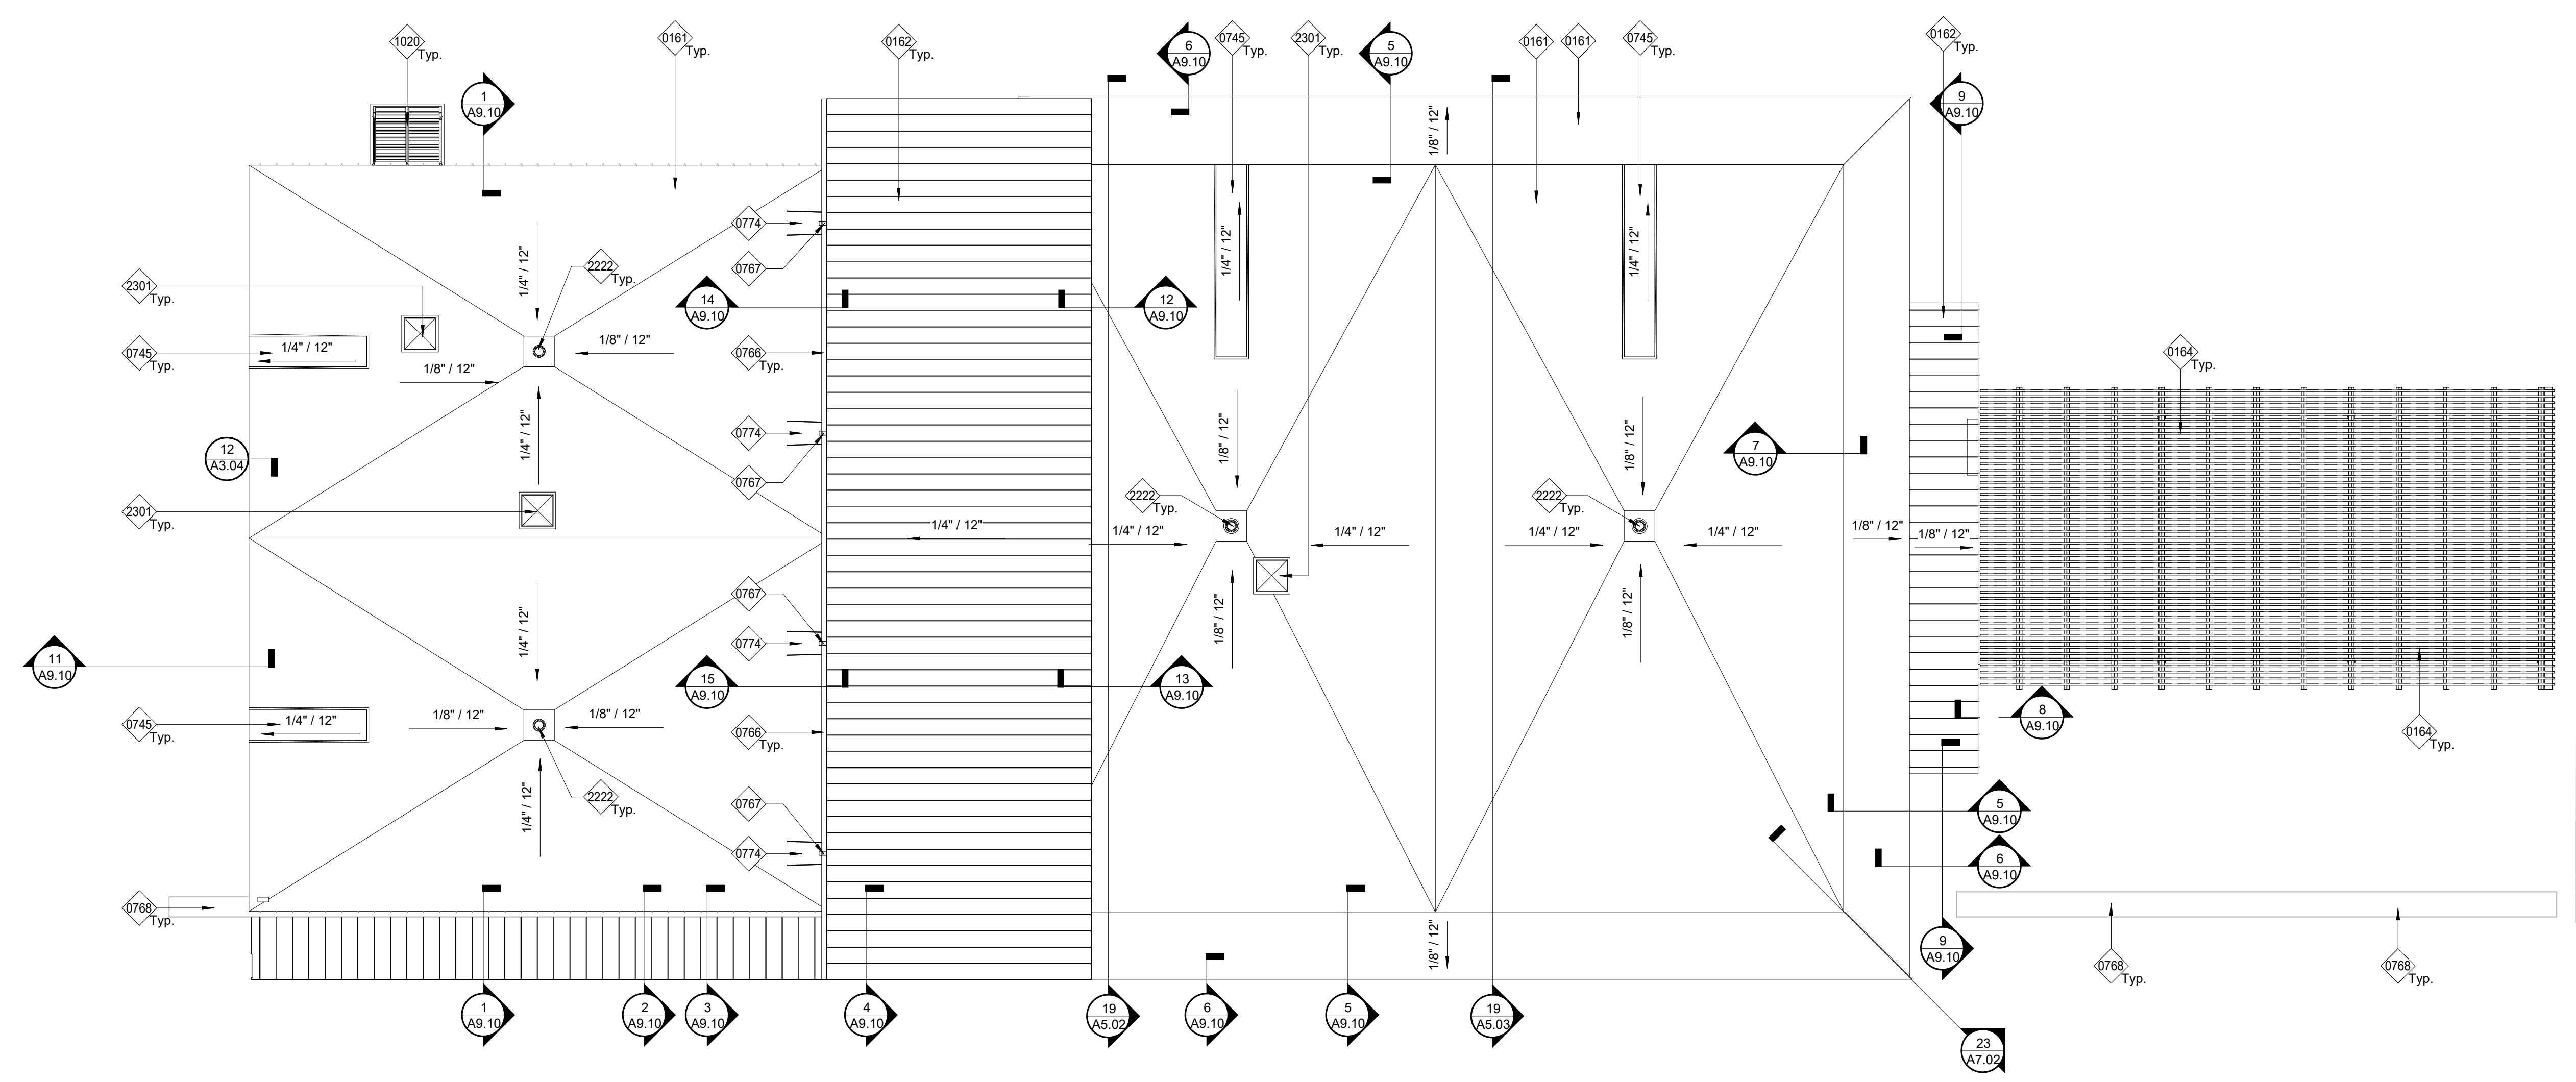 1020
Typ.
0161
Typ.
0162
Typ.
6
A9.10
0745
Typ.
2301
Typ.
5
A9.10
0161
0161
0745
Typ.
0162
Typ.
1
A9.10
9
A9.10
1/8" / 12"
0774
1/4" / 12"
1/4" / 12"
1/4" / 12"
2222
Typ.
0767
2301
Typ.
14
A9.10
12
A9.10
0745
Typ.
1/4" / 12"
1/8" / 12"
0766
Typ.
0164
Typ.
1/8" / 12"
1/4" / 12"
0774
1/8" / 12"
1/8" / 12"
7
A9.10
12
A3.04
0767
2222
Typ.
2222
Typ.
2301
Typ.
1/4" / 12"
1/4" / 12"
1/4" / 12"
1/4" / 12"
1/4" / 12"
1/8" / 12"
1/8" / 12"
1/4" / 12"
0767
1/8" / 12"
1/8" / 12"
0774
11
A9.10
15
A9.10
13
A9.10
0745
Typ.
1/4" / 12"
1/8" / 12"
1/8" / 12"
0766
Typ.
8
A9.10
0164
Typ.
1/4" / 12"
2222
Typ.
0767
5
A9.10
0774
6
A9.10
0768
Typ.
1/8" / 12"
9
A9.10
0768
Typ.
0768
Typ.
1
A9.10
2
A9.10
3
A9.10
4
A9.10
19
A5.02
6
A9.10
5
A9.10
19
A5.03
23
A7.02